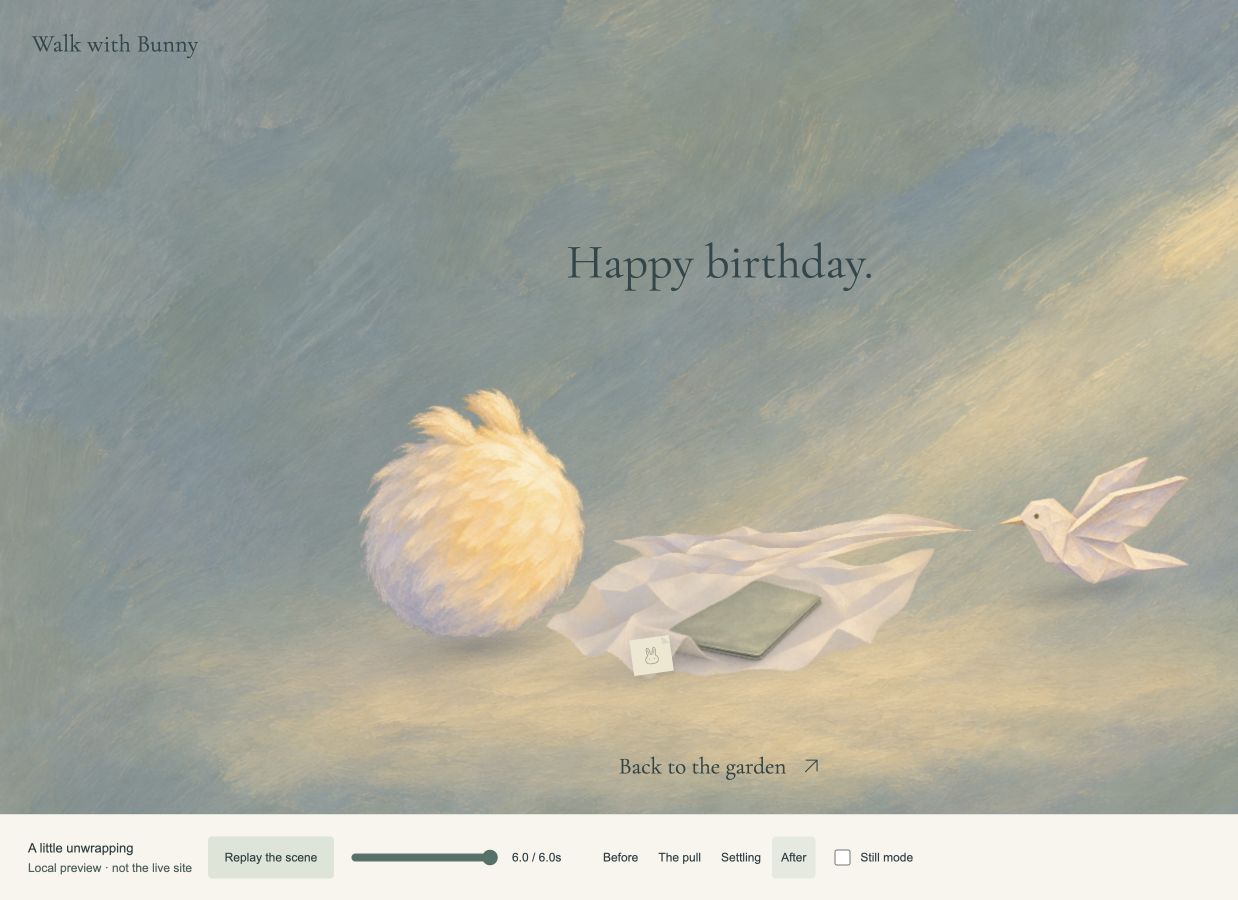 Walk with Bunny
Happy birthday.
Back to the garden
A little unwrapping
Local preview · not the live site
Replay the scene
6.0 / 6.0s
Before
The pull
Settling
After
Still mode